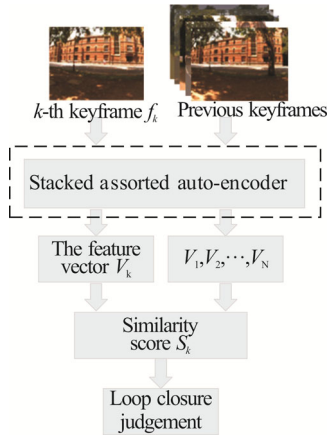 k-th keyframe fₖ
Previous keyframes
Stacked assorted auto-encoder
The feature
vector Vₖ
V₁,V₂,⋯,V_N
Similarity
score Sₖ
Loop closure
judgement